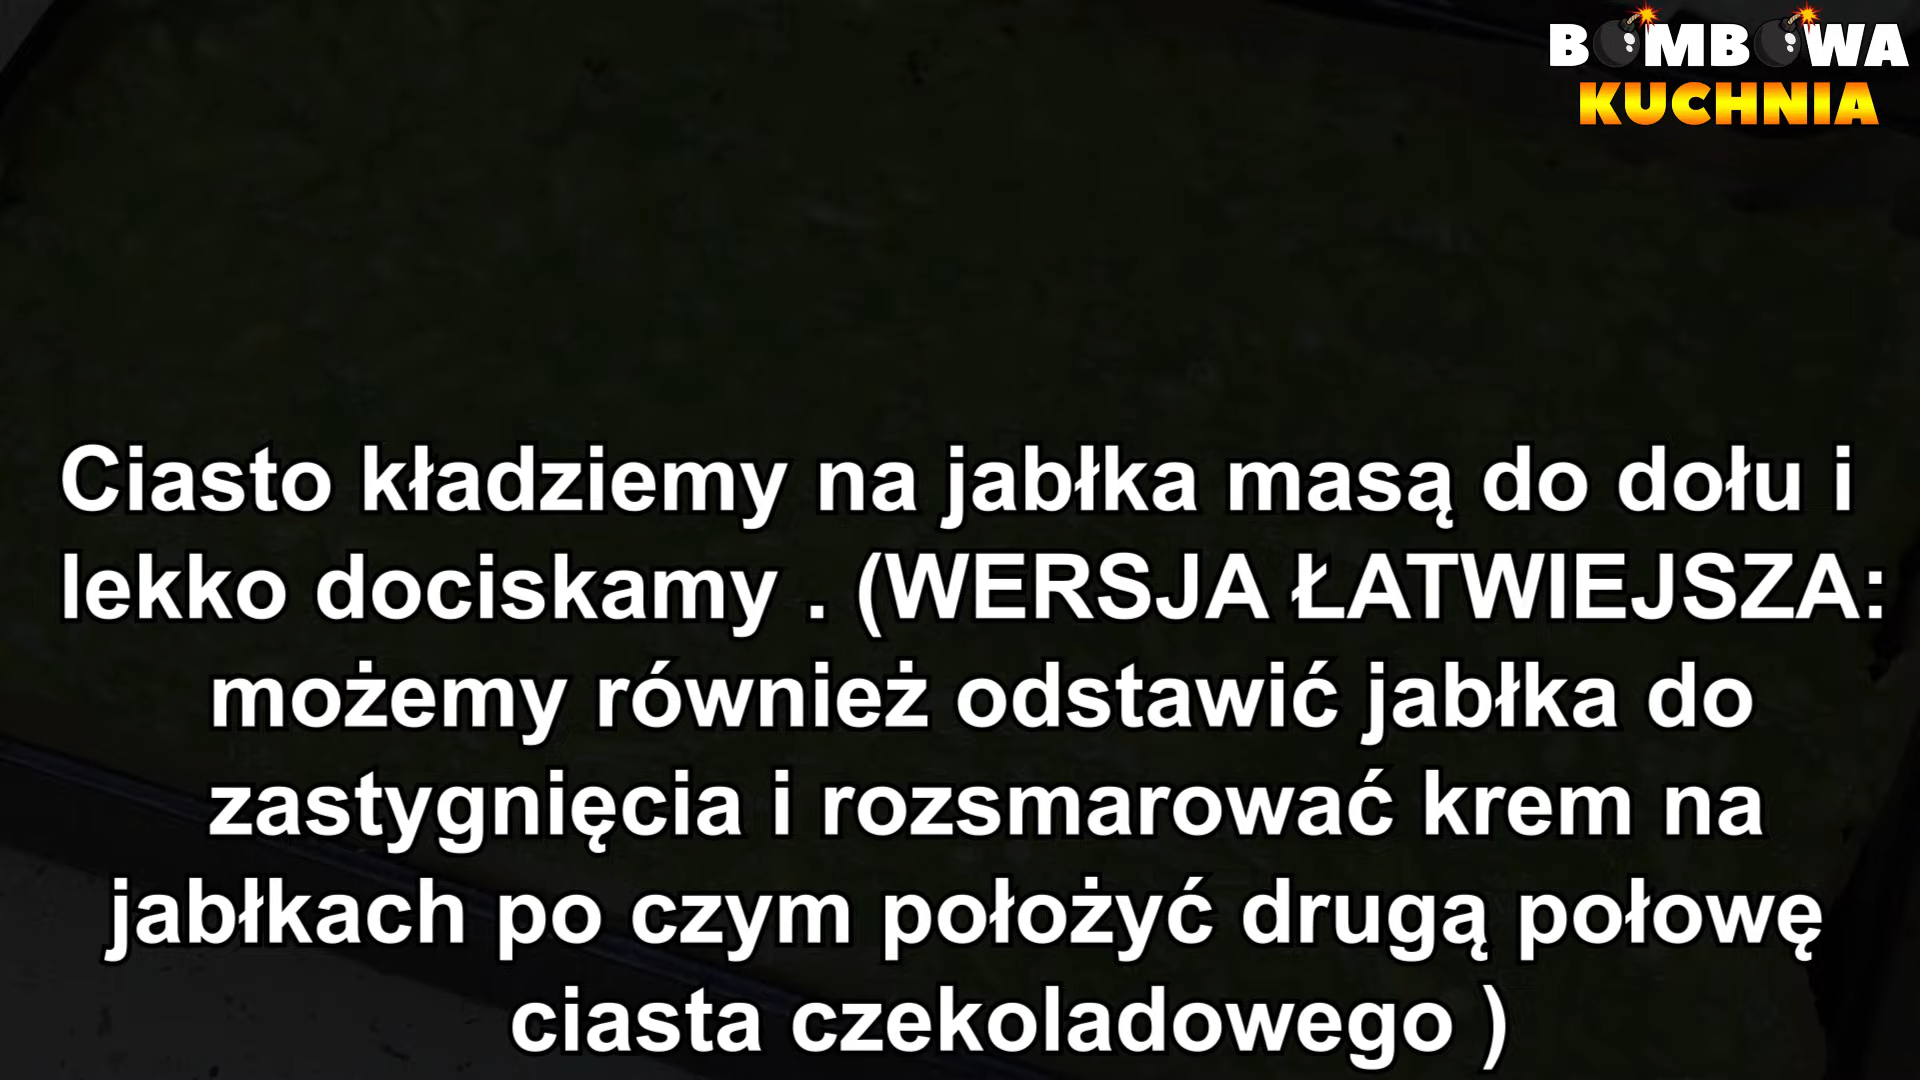 BOMBOWA
KUCHNIA
Ciasto kładziemy na jabłka masą do dołu i
lekko dociskamy . (WERSJA ŁATWIEJSZA:
możemy również odstawić jabłka do
zastygnięcia i rozsmarować krem na
jabłkach po czym położyć drugą połowę
ciasta czekoladowego )